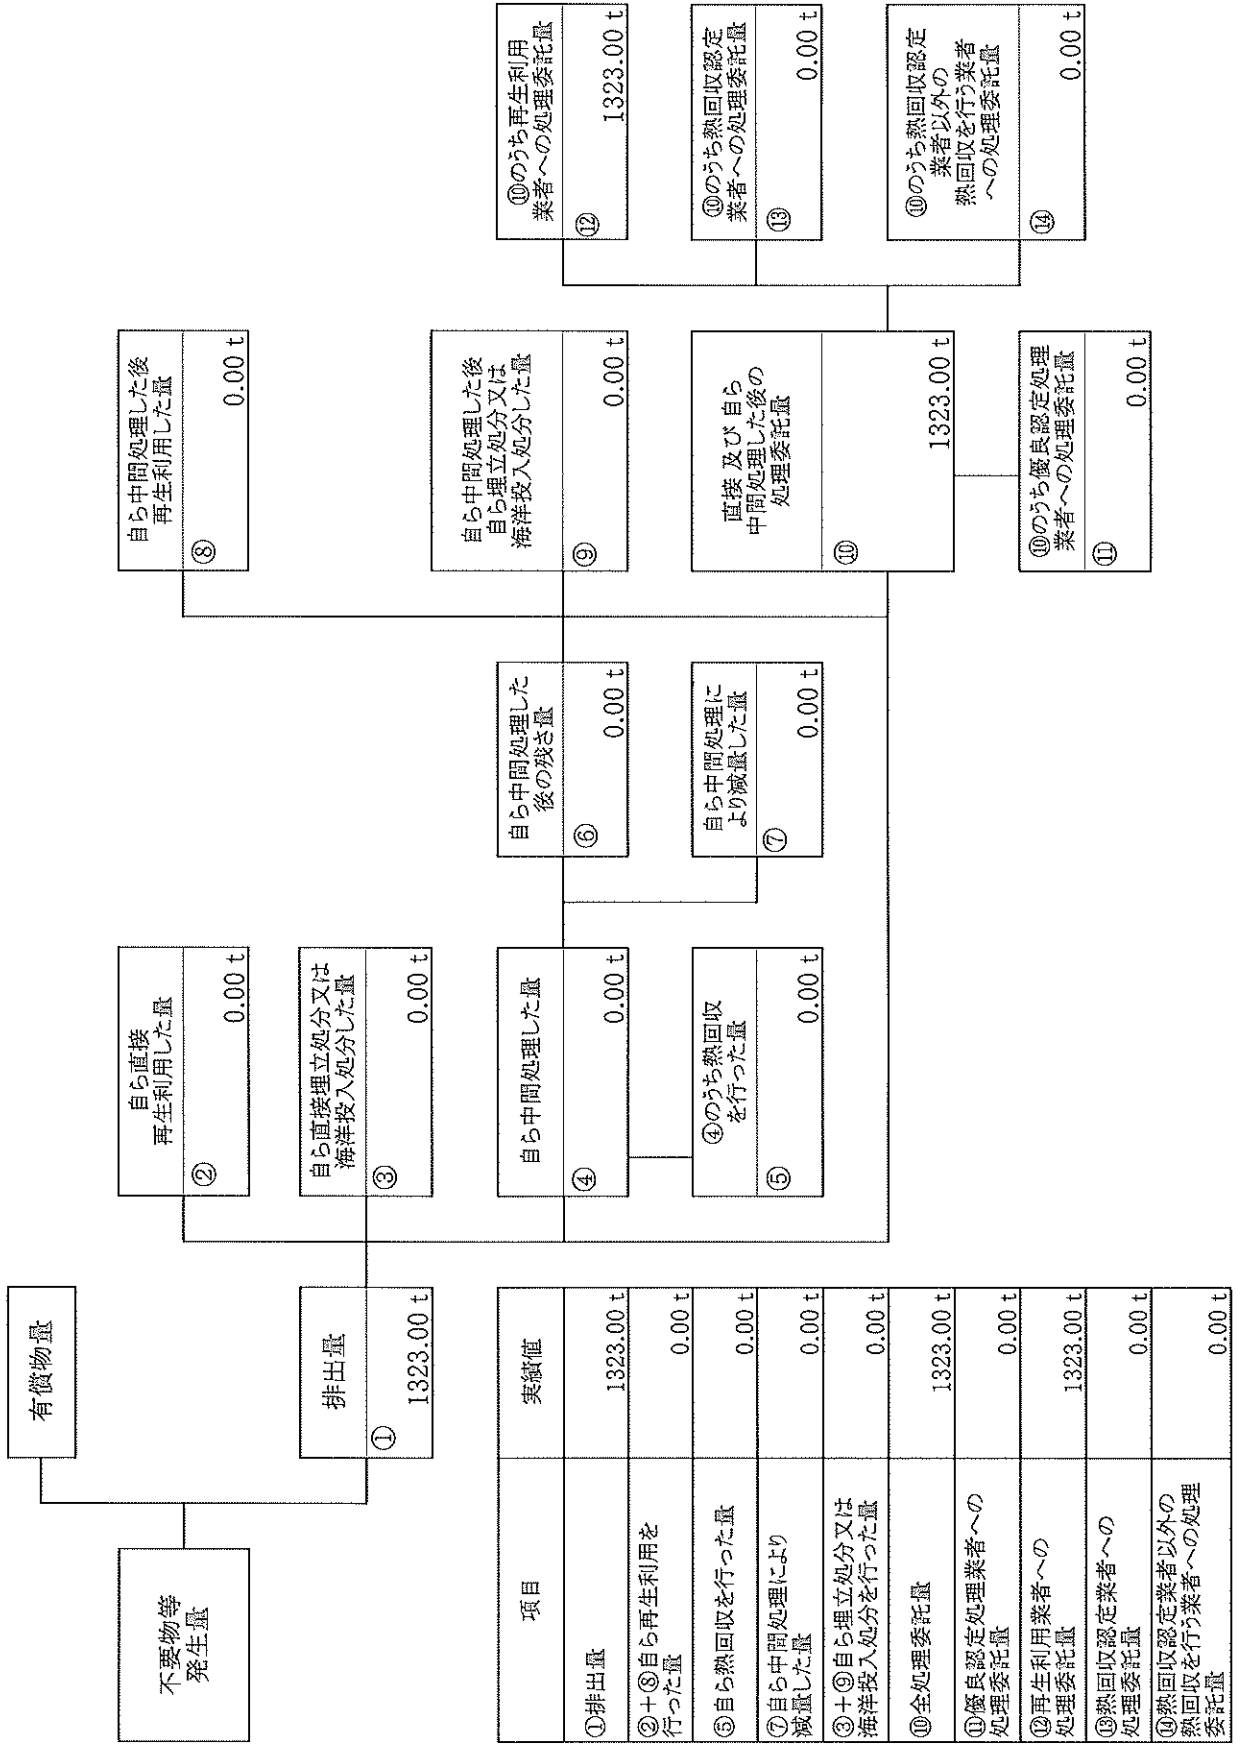 不要物等
発生量
有償物量
排出量
①
1323.00 t
自ら直接
再生利用した量
②
0.00 t
自ら直接埋立処分又は
海洋投入処分した量
③
0.00 t
自ら中間処理した量
④
0.00 t
④のうち熱回収
を行った量
⑤
0.00 t
自ら中間処理した
後の残さ量
⑥
0.00 t
自ら中間処理に
より減量した量
⑦
0.00 t
自ら中間処理した後
再生利用した量
⑧
0.00 t
自ら中間処理した後
自ら埋立処分又は
海洋投入処分した量
⑨
0.00 t
直接 及び 自ら
中間処理した後の
処理委託量
⑩
1323.00 t
⑩のうち優良認定処理
業者への処理委託量
⑪
0.00 t
⑩のうち再生利用
業者への処理委託量
⑫
1323.00 t
⑩のうち熱回収認定
業者への処理委託量
⑬
0.00 t
⑩のうち熱回収認定
業者以外の
熱回収を行う業者
への処理委託量
⑭
0.00 t
項目 実績値
①排出量 1323.00 t
②＋⑧自ら再生利用を
行った量 0.00 t
⑤自ら熱回収を行った量 0.00 t
⑦自ら中間処理により
減量した量 0.00 t
③＋⑨自ら埋立処分又は
海洋投入処分を行った量 0.00 t
⑩全処理委託量 1323.00 t
⑪優良認定処理業者への
処理委託量 0.00 t
⑫再生利用業者への
処理委託量 1323.00 t
⑬熱回収認定業者への
処理委託量 0.00 t
⑭熱回収認定業者以外の
熱回収を行う業者への処理
委託量 0.00 t